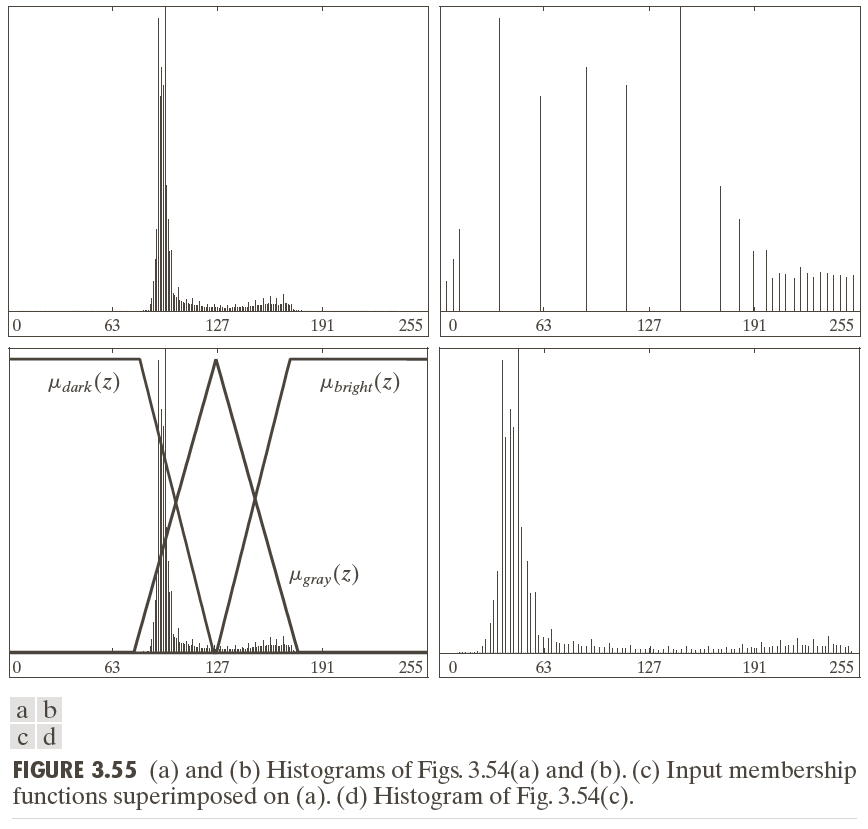 0 63 127 191 255
0 63 127 191 255
μdark(z) μbright(z)
μgray(z)
0 63 127 191 255
0 63 127 191 255
a b
c d
FIGURE 3.55 (a) and (b) Histograms of Figs. 3.54(a) and (b). (c) Input membership
functions superimposed on (a). (d) Histogram of Fig. 3.54(c).